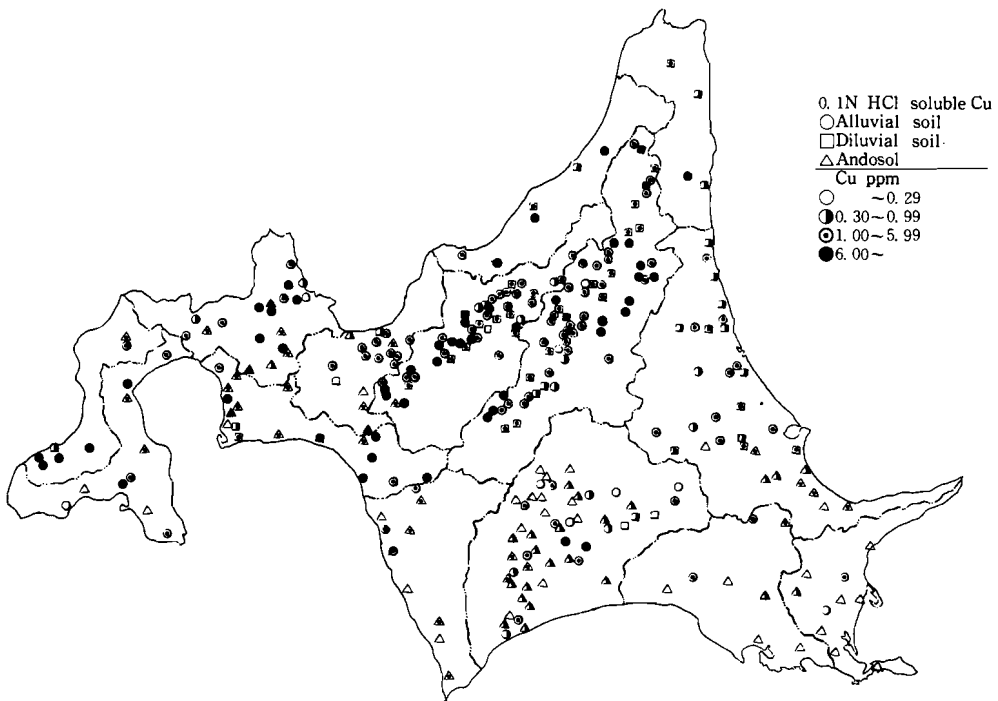 0.1N HCl soluble Cu
○Alluvial soil
□Diluvial soil
△Andosol
Cu ppm
○ ~0.29
◑0.30~0.99
◉1.00~5.99
●6.00~